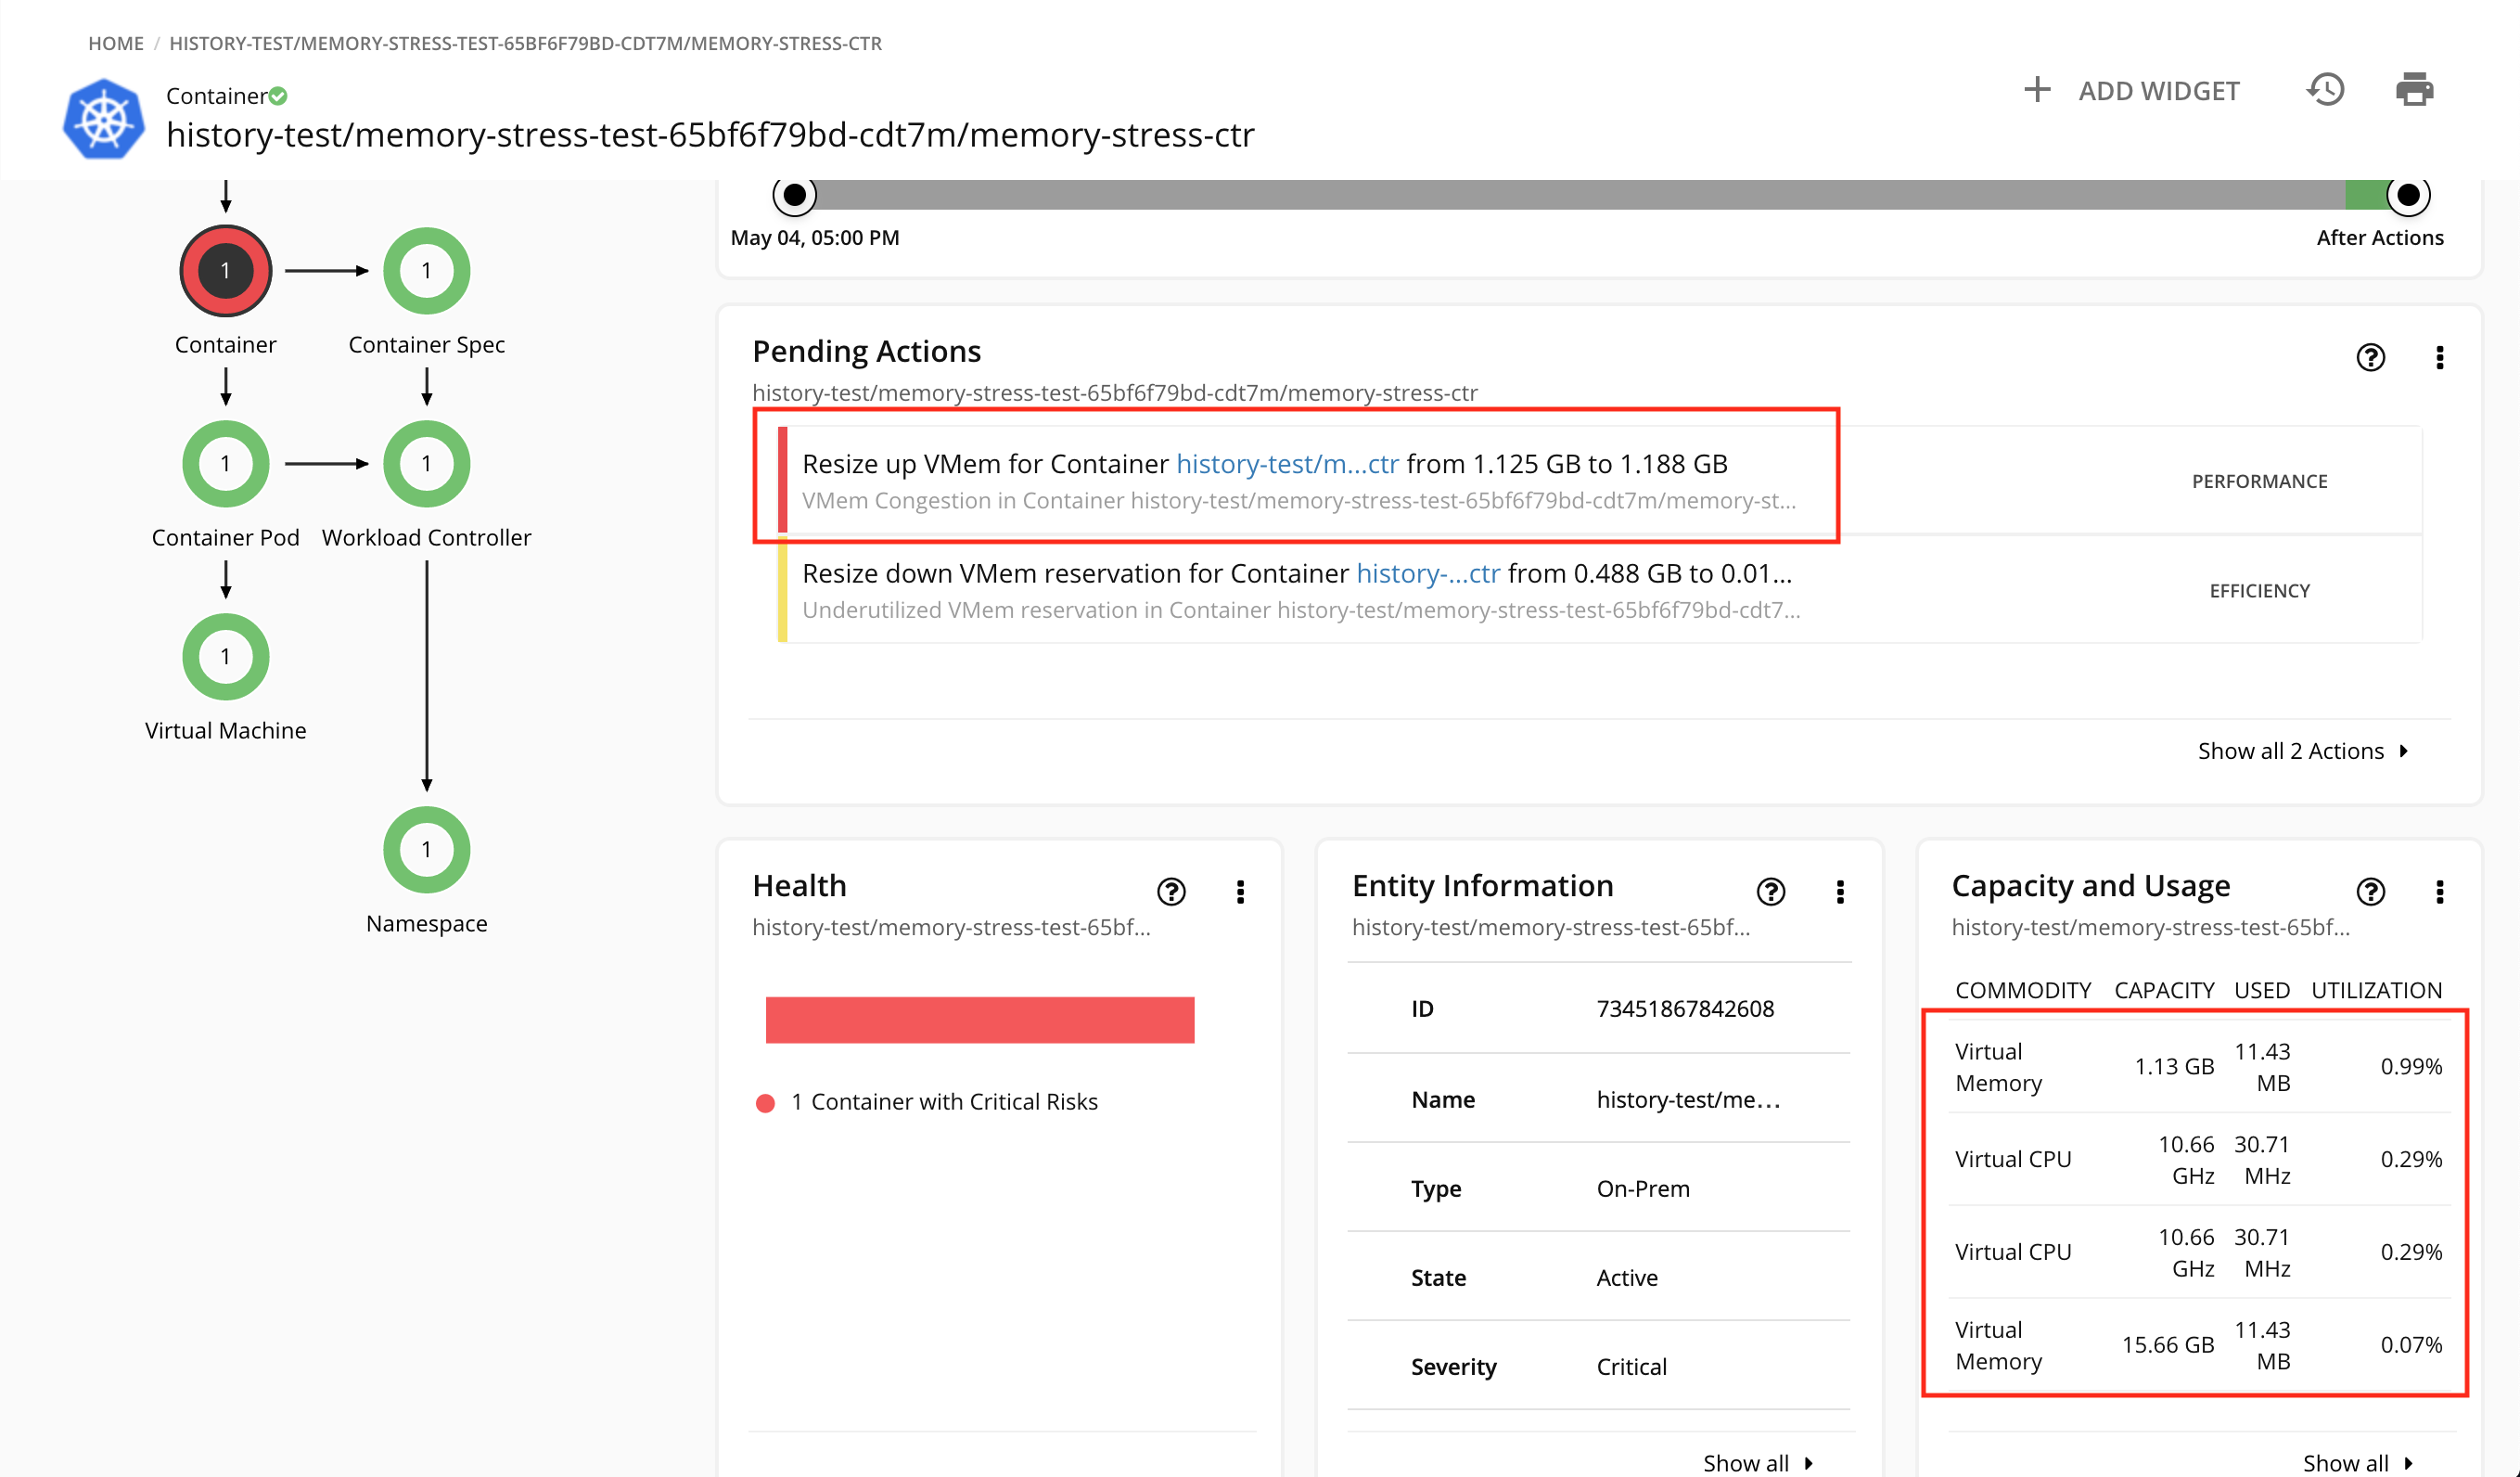 HOME / HISTORY-TEST/MEMORY-STRESS-TEST-65BF6F79BD-CDT7M/MEMORY-STRESS-CTR
Container
history-test/memory-stress-test-65bf6f79bd-cdt7m/memory-stress-ctr
ADD WIDGET
1
1
Container
Container Spec
1
1
Container Pod
Workload Controller
1
Virtual Machine
1
Namespace
May 04, 05:00 PM
After Actions
Pending Actions
history-test/memory-stress-test-65bf6f79bd-cdt7m/memory-stress-ctr
Resize up VMem for Container history-test/m...ctr from 1.125 GB to 1.188 GB
VMem Congestion in Container history-test/memory-stress-test-65bf6f79bd-cdt7m/memory-st...
PERFORMANCE
Resize down VMem reservation for Container history-...ctr from 0.488 GB to 0.01...
Underutilized VMem reservation in Container history-test/memory-stress-test-65bf6f79bd-cdt7...
EFFICIENCY
Show all 2 Actions
Health
history-test/memory-stress-test-65bf...
1 Container with Critical Risks
Entity Information
history-test/memory-stress-test-65bf...
ID 73451867842608
Name history-test/me...
Type On-Prem
State Active
Severity Critical
Show all
Capacity and Usage
history-test/memory-stress-test-65bf...
COMMODITY CAPACITY USED UTILIZATION
Virtual Memory 1.13 GB 11.43 MB 0.99%
Virtual CPU 10.66 GHz 30.71 MHz 0.29%
Virtual CPU 10.66 GHz 30.71 MHz 0.29%
Virtual Memory 15.66 GB 11.43 MB 0.07%
Show all